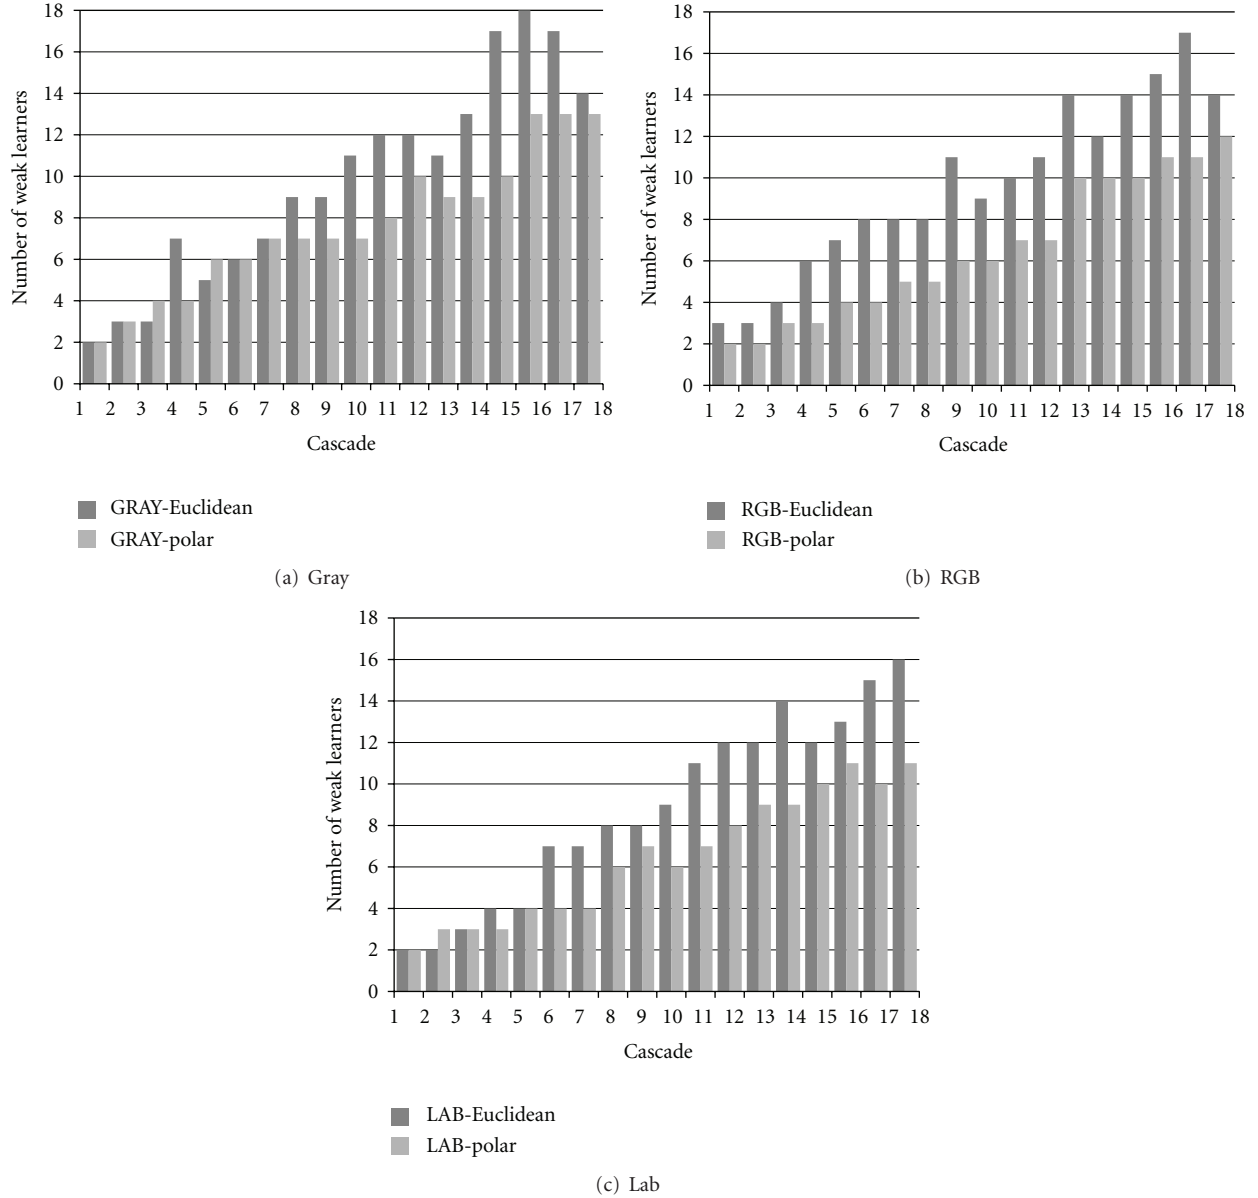 18
16
14
12
10
8
6
4
2
0
Number of weak learners
1 2 3 4 5 6 7 8 9 10 11 12 13 14 15 16 17 18
Cascade
GRAY-Euclidean
GRAY-polar
(a) Gray
18
16
14
12
10
8
6
4
2
0
Number of weak learners
1 2 3 4 5 6 7 8 9 10 11 12 13 14 15 16 17 18
Cascade
RGB-Euclidean
RGB-polar
(b) RGB
18
16
14
12
10
8
6
4
2
0
Number of weak learners
1 2 3 4 5 6 7 8 9 10 11 12 13 14 15 16 17 18
Cascade
LAB-Euclidean
LAB-polar
(c) Lab